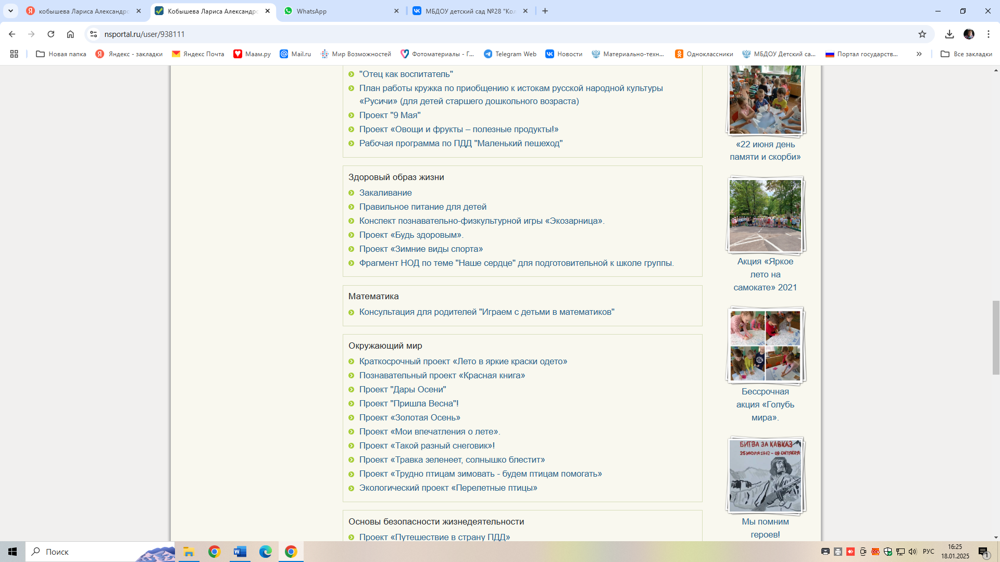 кобышева Лариса Александро
Кобышева Лариса Александро
WhatsApp
МБДОУ детский сад №28 "Кол
nsportal.ru/user/938111
Новая папка
Яндекс - закладки
Яндекс Почта
Маам.ру
Mail.ru
Мир Возможностей
Фотоматериалы - Г...
Telegram Web
Новости
Материально-техн...
Одноклассники
МБДОУ Детский са...
Портал государств...
Все закладки
"Отец как воспитатель"
План работы кружка по приобщению к истокам русской народной культуры
«Русичи» (для детей старшего дошкольного возраста)
Проект "9 Мая"
Проект «Овощи и фрукты – полезные продукты!»
Рабочая программа по ПДД "Маленький пешеход"
Здоровый образ жизни
Закаливание
Правильное питание для детей
Конспект познавательно-физкультурной игры «Экозарница».
Проект «Будь здоровым».
Проект «Зимние виды спорта»
Фрагмент НОД по теме "Наше сердце" для подготовительной к школе группы.
Математика
Консультация для родителей "Играем с детьми в математиков"
Окружающий мир
Краткосрочный проект «Лето в яркие краски одето»
Познавательный проект «Красная книга»
Проект "Дары Осени"
Проект "Пришла Весна"!
Проект «Золотая Осень»
Проект «Мои впечатления о лете».
Проект «Такой разный снеговик»!
Проект «Травка зеленеет, солнышко блестит»
Проект «Трудно птицам зимовать - будем птицам помогать»
Экологический проект «Перелетные птицы»
Основы безопасности жизнедеятельности
Проект «Путешествие в страну ПДД»
«22 июня день
памяти и скорби»
Акция «Яркое
лето на
самокате» 2021
Бессрочная
акция «Голубь
мира».
БИТВА ЗА КАВКАЗ
25 ИЮЛЯ 1942 - 09 ОКТЯБРЯ
Мы помним
героев!
Поиск
РУС
16:25
18.01.2025
1